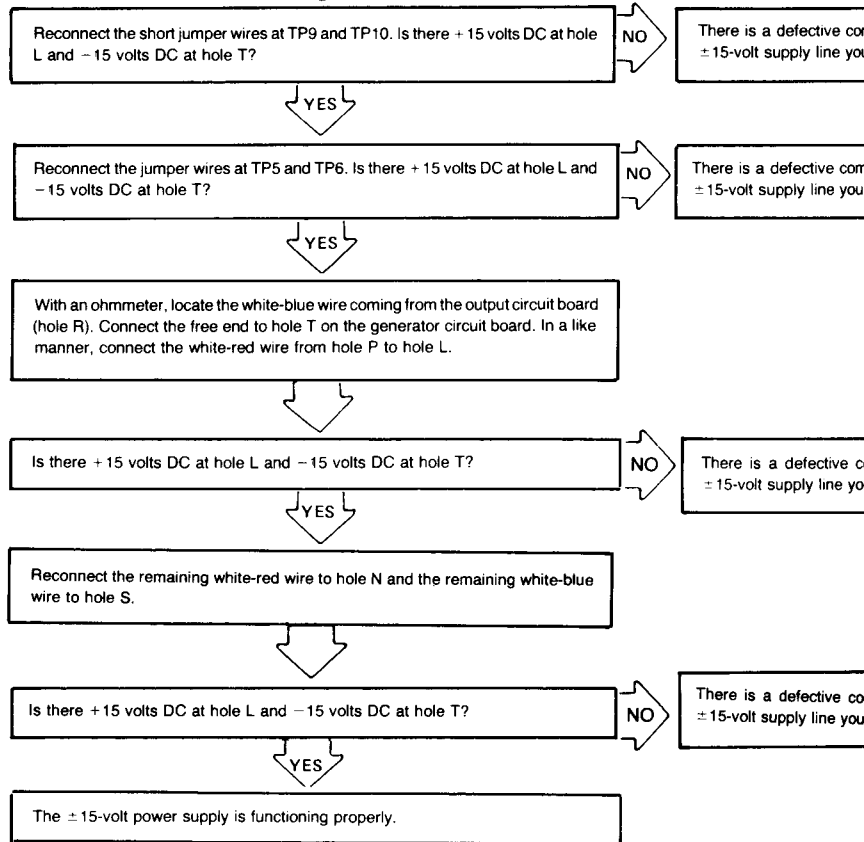 Reconnect the short jumper wires at TP9 and TP10. Is there +15 volts DC at hole
L and −15 volts DC at hole T?
NO
There is a defective
±15-volt supply line
YES
Reconnect the jumper wires at TP5 and TP6. Is there +15 volts DC at hole L and
−15 volts DC at hole T?
NO
There is a defective
±15-volt supply line you
YES
With an ohmmeter, locate the white-blue wire coming from the output circuit board
(hole R). Connect the free end to hole T on the generator circuit board. In a like
manner, connect the white-red wire from hole P to hole L.
Is there +15 volts DC at hole L and −15 volts DC at hole T?
NO
There is a defective
±15-volt supply line
YES
Reconnect the remaining white-red wire to hole N and the remaining white-blue
wire to hole S.
Is there +15 volts DC at hole L and −15 volts DC at hole T?
NO
There is a defective
±15-volt supply line you
YES
The ±15-volt power supply is functioning properly.